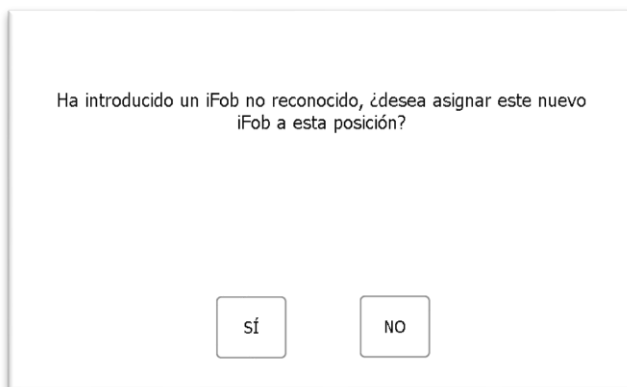 Ha introducido un iFob no reconocido, ¿desea asignar este nuevo
iFob a esta posición?
SÍ
NO